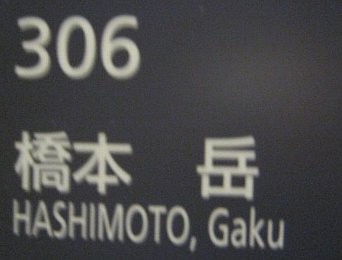 306
橋本 岳
HASHIMOTO, Gaku